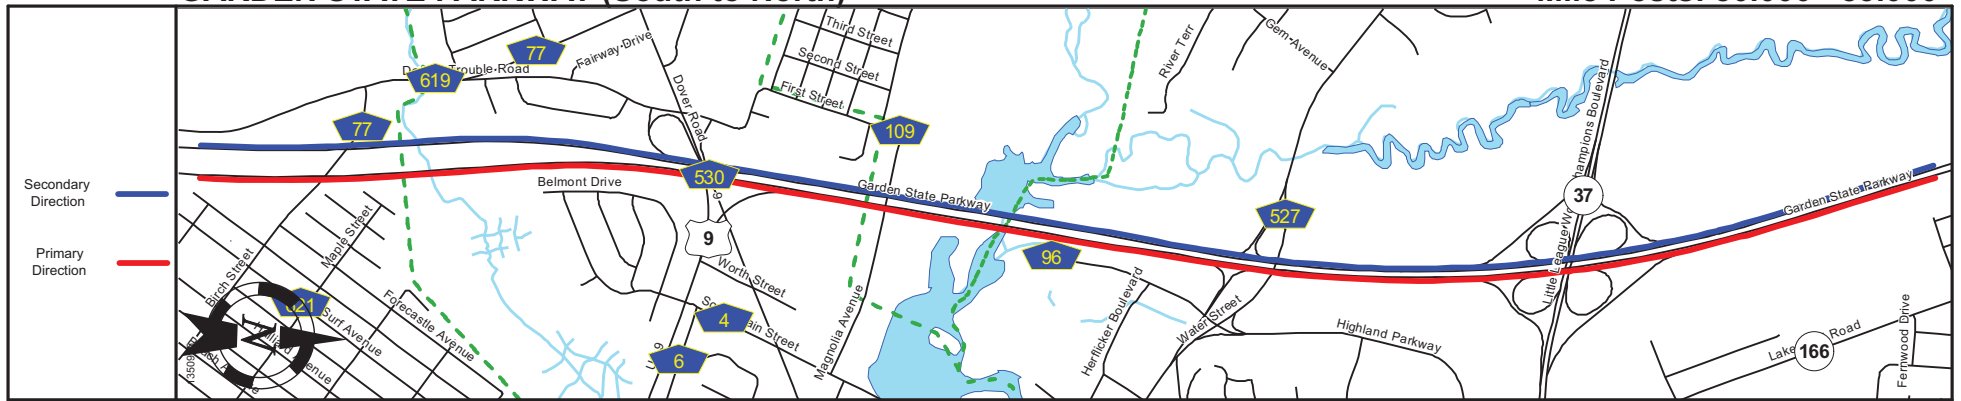 Secondary
Direction
Primary
Direction
77
619
Trouble Road
Fairway Drive
Dover Road
Third Street
Second Street
First Street
109
River Terr
Gem Avenue
77
530
9
Belmont Drive
Garden State Parkway
527
37
Garden State Parkway
Maple Street
Birch Street
Surf Avenue
Forecastle Avenue
N
Worth Street
4
6
Magnolia Avenue
96
Herflicker Boulevard
Water Street
Highland Parkway
Little League
166
Road
Fernwood Drive